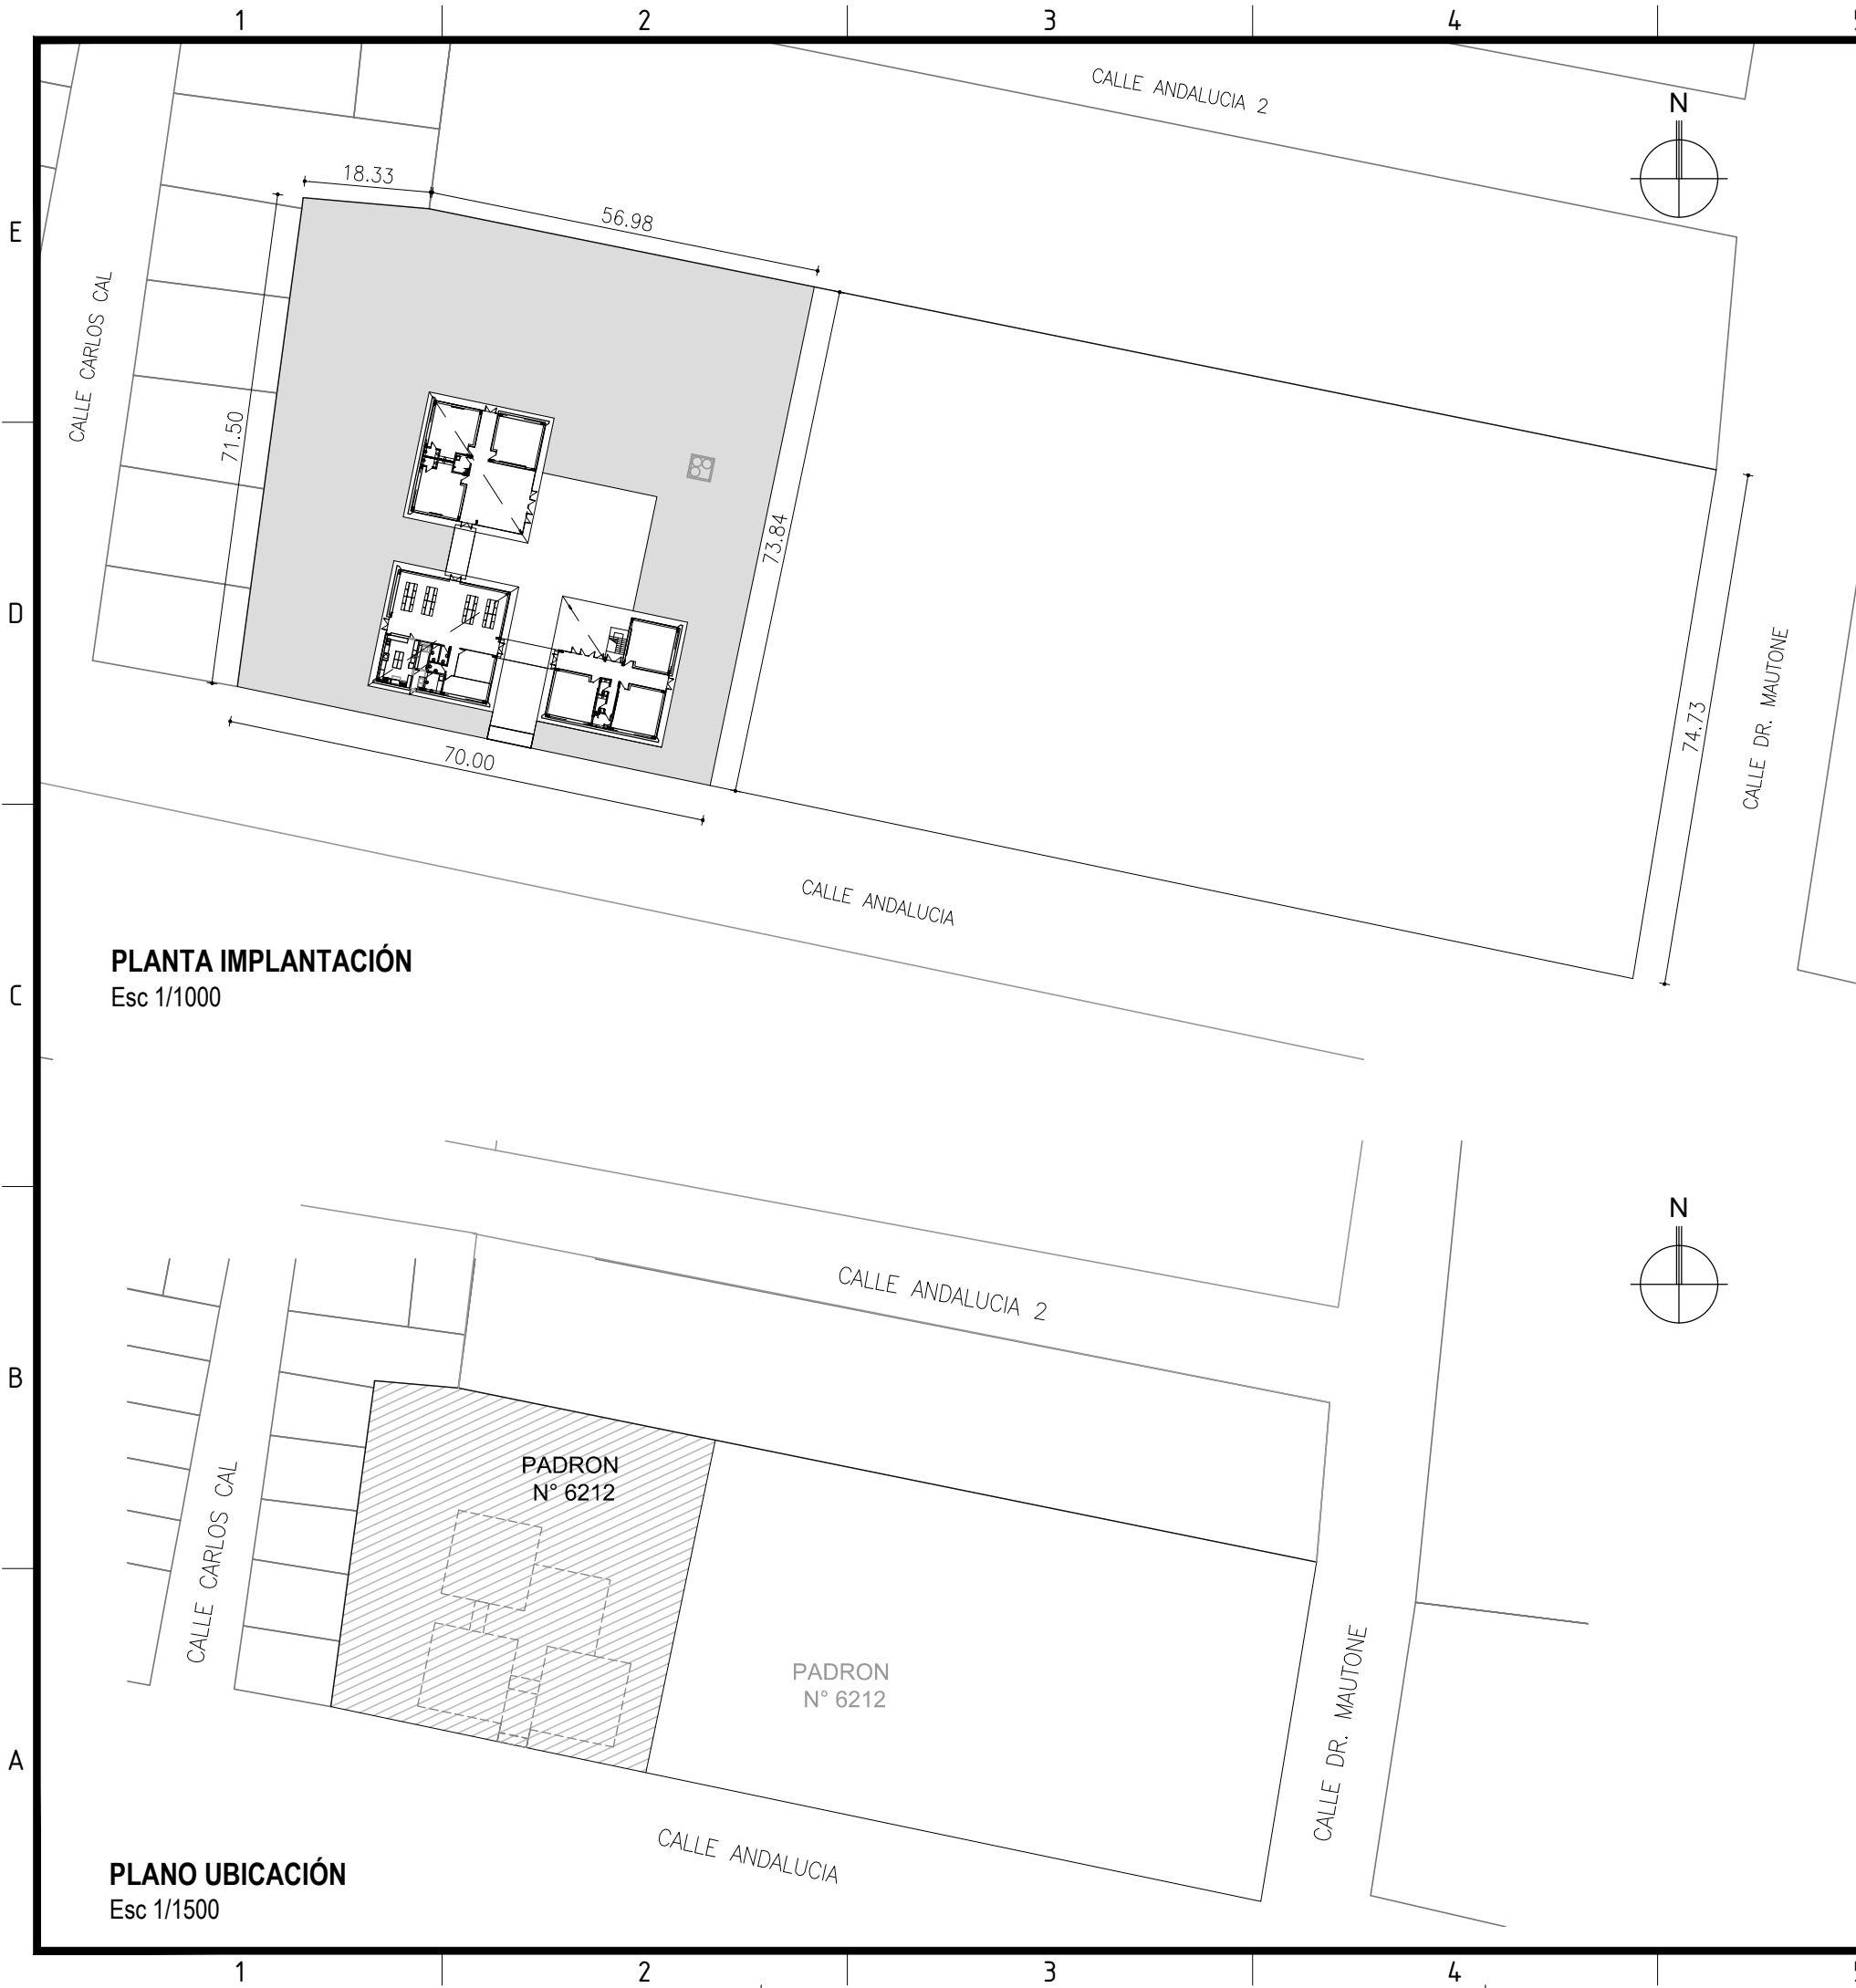 1 2 3 4
CALLE ANDALUCIA 2
N
18.33
56.98
E
CALLE CARLOS CAL
71.50
73.84
D
CALLE DR. MAUTONE
74.73
70.00
CALLE ANDALUCIA
PLANTA IMPLANTACIÓN
Esc 1/1000
C
N
CALLE ANDALUCIA 2
B
PADRON
N° 6212
CALLE CARLOS CAL
PADRON
N° 6212
CALLE DR. MAUTONE
A
CALLE ANDALUCIA
PLANO UBICACIÓN
Esc 1/1500
1 2 3 4